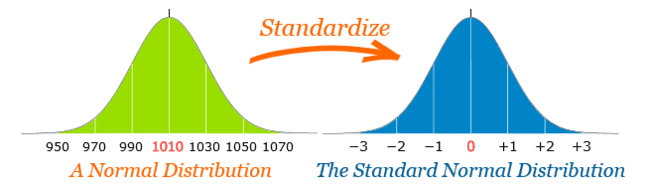 Standardize
950 970 990 1010 1030 1050 1070
−3 −2 −1 0 +1 +2 +3
A Normal Distribution
The Standard Normal Distribution